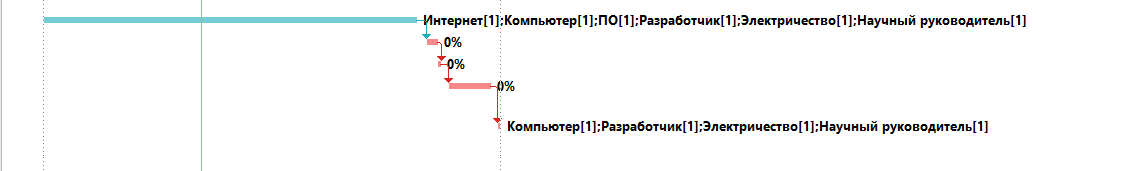 Интернет[1];Компьютер[1];ПО[1];Разработчик[1];Электричество[1];Научный руководитель[1]
0%
0%
0%
Компьютер[1];Разработчик[1];Электричество[1];Научный руководитель[1]